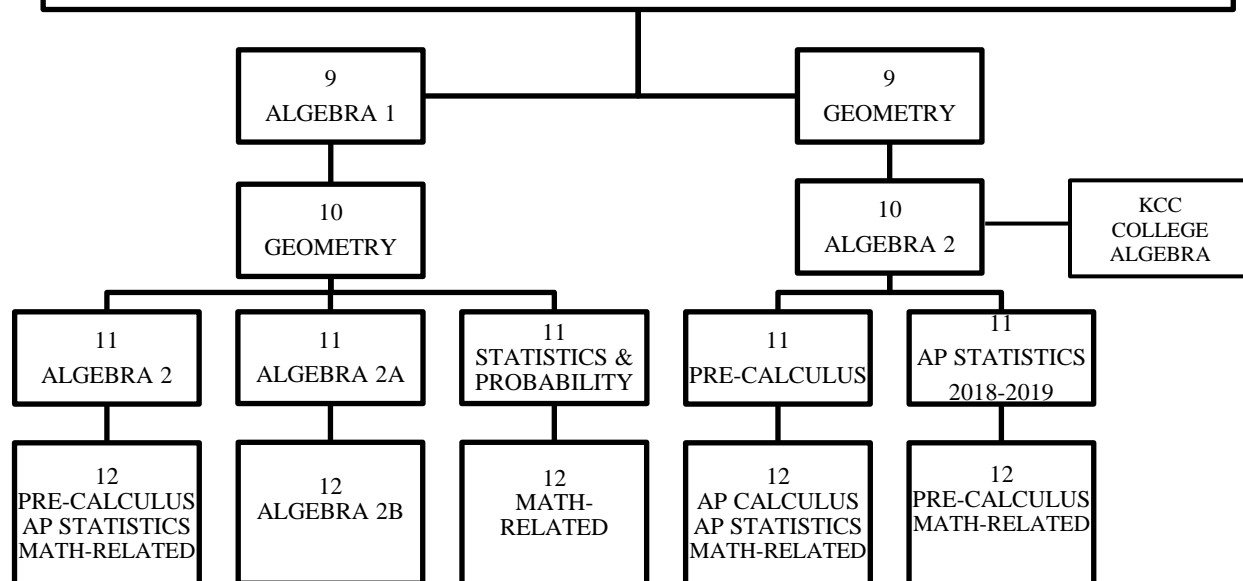 9
ALGEBRA 1
9
GEOMETRY
10
GEOMETRY
10
ALGEBRA 2
KCC
COLLEGE
ALGEBRA
11
ALGEBRA 2
11
ALGEBRA 2A
11
STATISTICS &
PROBABILITY
11
PRE-CALCULUS
11
AP STATISTICS
2018-2019
12
PRE-CALCULUS
AP STATISTICS
MATH-RELATED
12
ALGEBRA 2B
12
MATH-
RELATED
12
AP CALCULUS
AP STATISTICS
MATH-RELATED
12
PRE-CALCULUS
MATH-RELATED